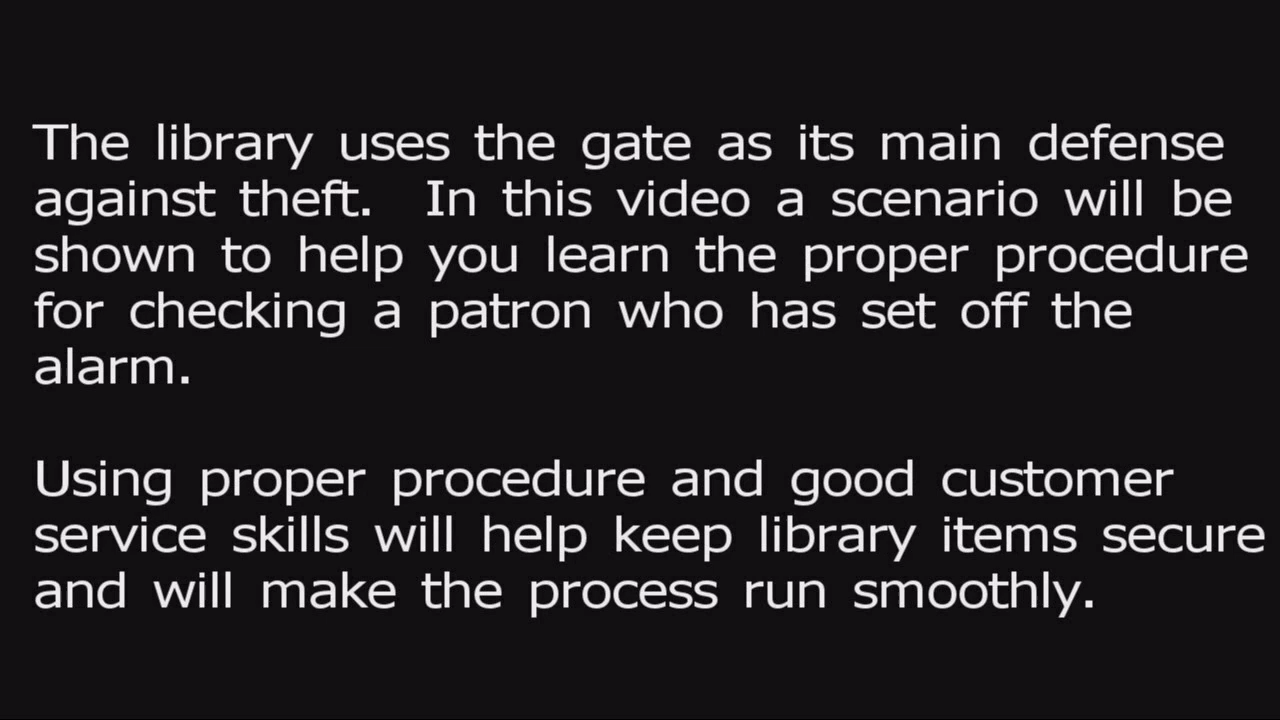 The library uses the gate as its main defense
against theft.  In this video a scenario will be
shown to help you learn the proper procedure
for checking a patron who has set off the
alarm.
Using proper procedure and good customer
service skills will help keep library items secure
and will make the process run smoothly.